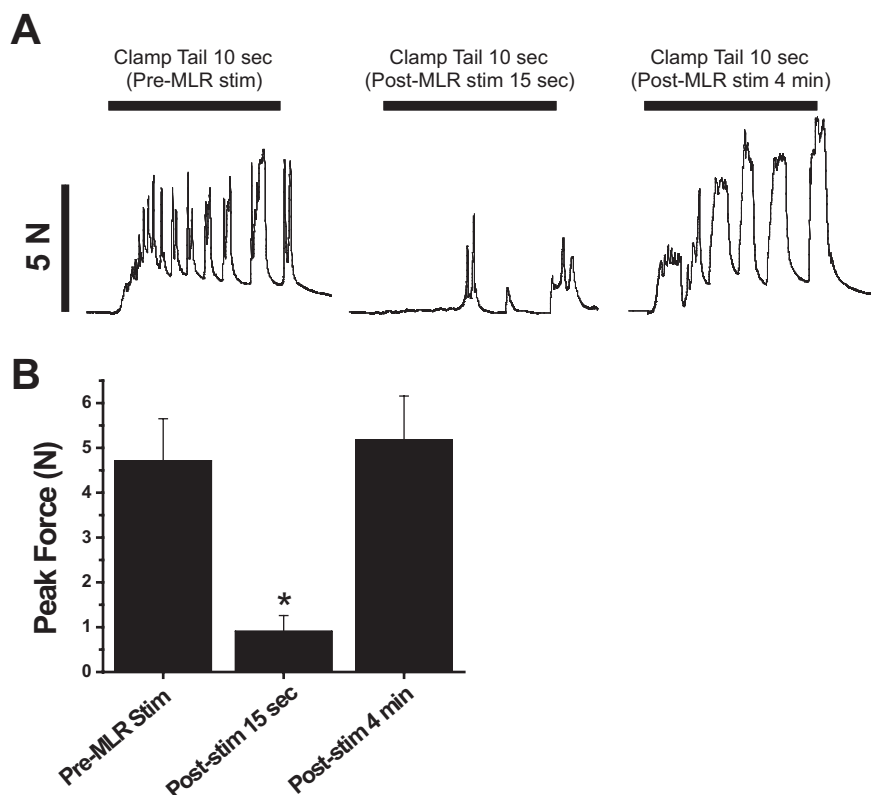 A
Clamp Tail 10 sec
(Pre-MLR stim)
Clamp Tail 10 sec
(Post-MLR stim 15 sec)
Clamp Tail 10 sec
(Post-MLR stim 4 min)
5 N
B
Peak Force (N)
6
5
4
3
2
1
0
*
Pre-MLR Stim
Post-stim 15 sec
Post-stim 4 min